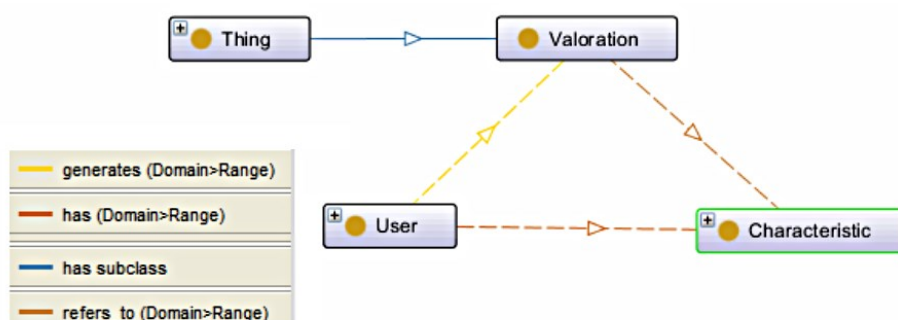 Thing
Valoration
generates (Domain>Range)
has (Domain>Range)
has subclass
refers_to (Domain>Range)
User
Characteristic